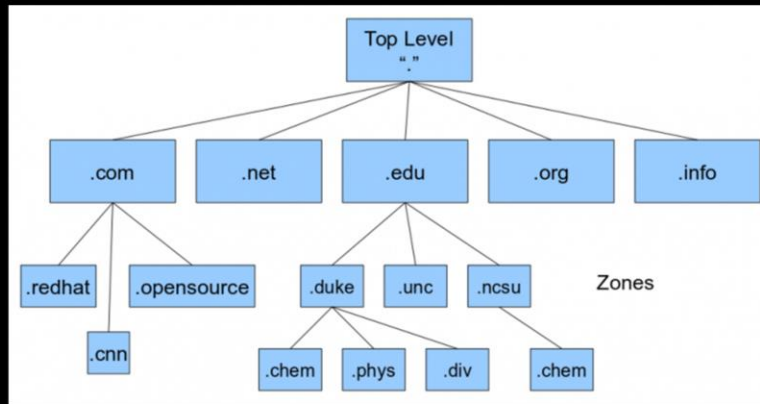 Top Level
“.”
.com
.net
.edu
.org
.info
.redhat
.opensource
.duke
.unc
.ncsu
Zones
.cnn
.chem
.phys
.div
.chem